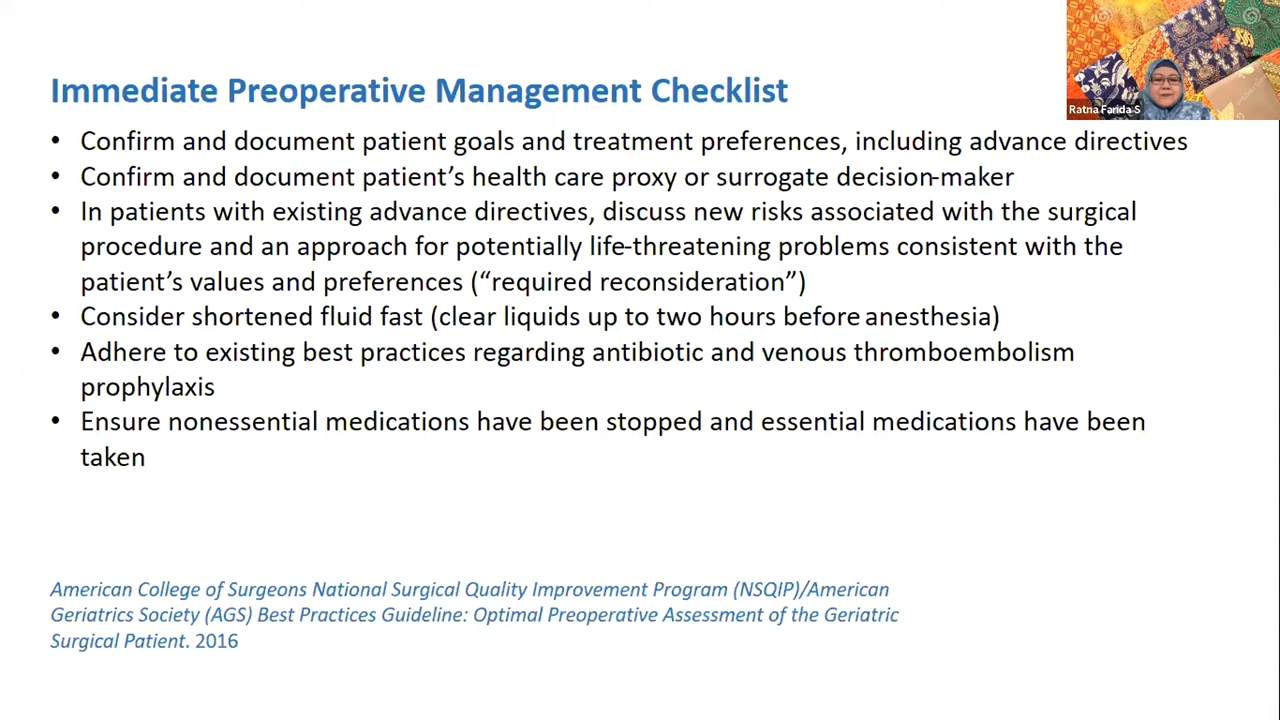 Immediate Preoperative Management Checklist
• Confirm and document patient goals and treatment preferences, including advance directives
• Confirm and document patient’s health care proxy or surrogate decision-maker
• In patients with existing advance directives, discuss new risks associated with the surgical
procedure and an approach for potentially life-threatening problems consistent with the
patient’s values and preferences (“required reconsideration”)
• Consider shortened fluid fast (clear liquids up to two hours before anesthesia)
• Adhere to existing best practices regarding antibiotic and venous thromboembolism
prophylaxis
• Ensure nonessential medications have been stopped and essential medications have been
taken
American College of Surgeons National Surgical Quality Improvement Program (NSQIP)/American
Geriatrics Society (AGS) Best Practices Guideline: Optimal Preoperative Assessment of the Geriatric
Surgical Patient. 2016
Ratna Farida S